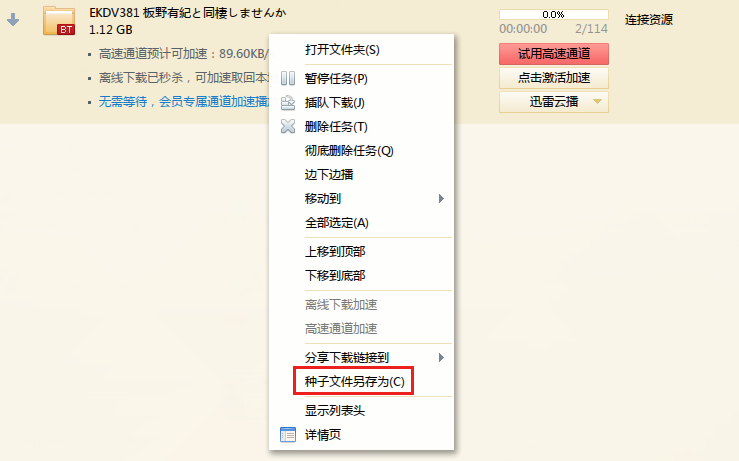 EKDV381 板野有紀と同棲しませんか
1.12 GB
BT
0.0%
00:00:00 2/114
连接资源
高速通道预计可加速：89.60KB/
离线下载已秒杀，可加速取回本
无需等待，会员专属通道加速播
试用高速通道
点击激活加速
迅雷云播
打开文件夹(S)
暂停任务(P)
插队下载(J)
删除任务(T)
彻底删除任务(Q)
边下边播
移动到
全部选定(A)
上移到顶部
下移到底部
离线下载加速
高速通道加速
分享下载链接到
种子文件另存为(C)
显示列表头
详情页